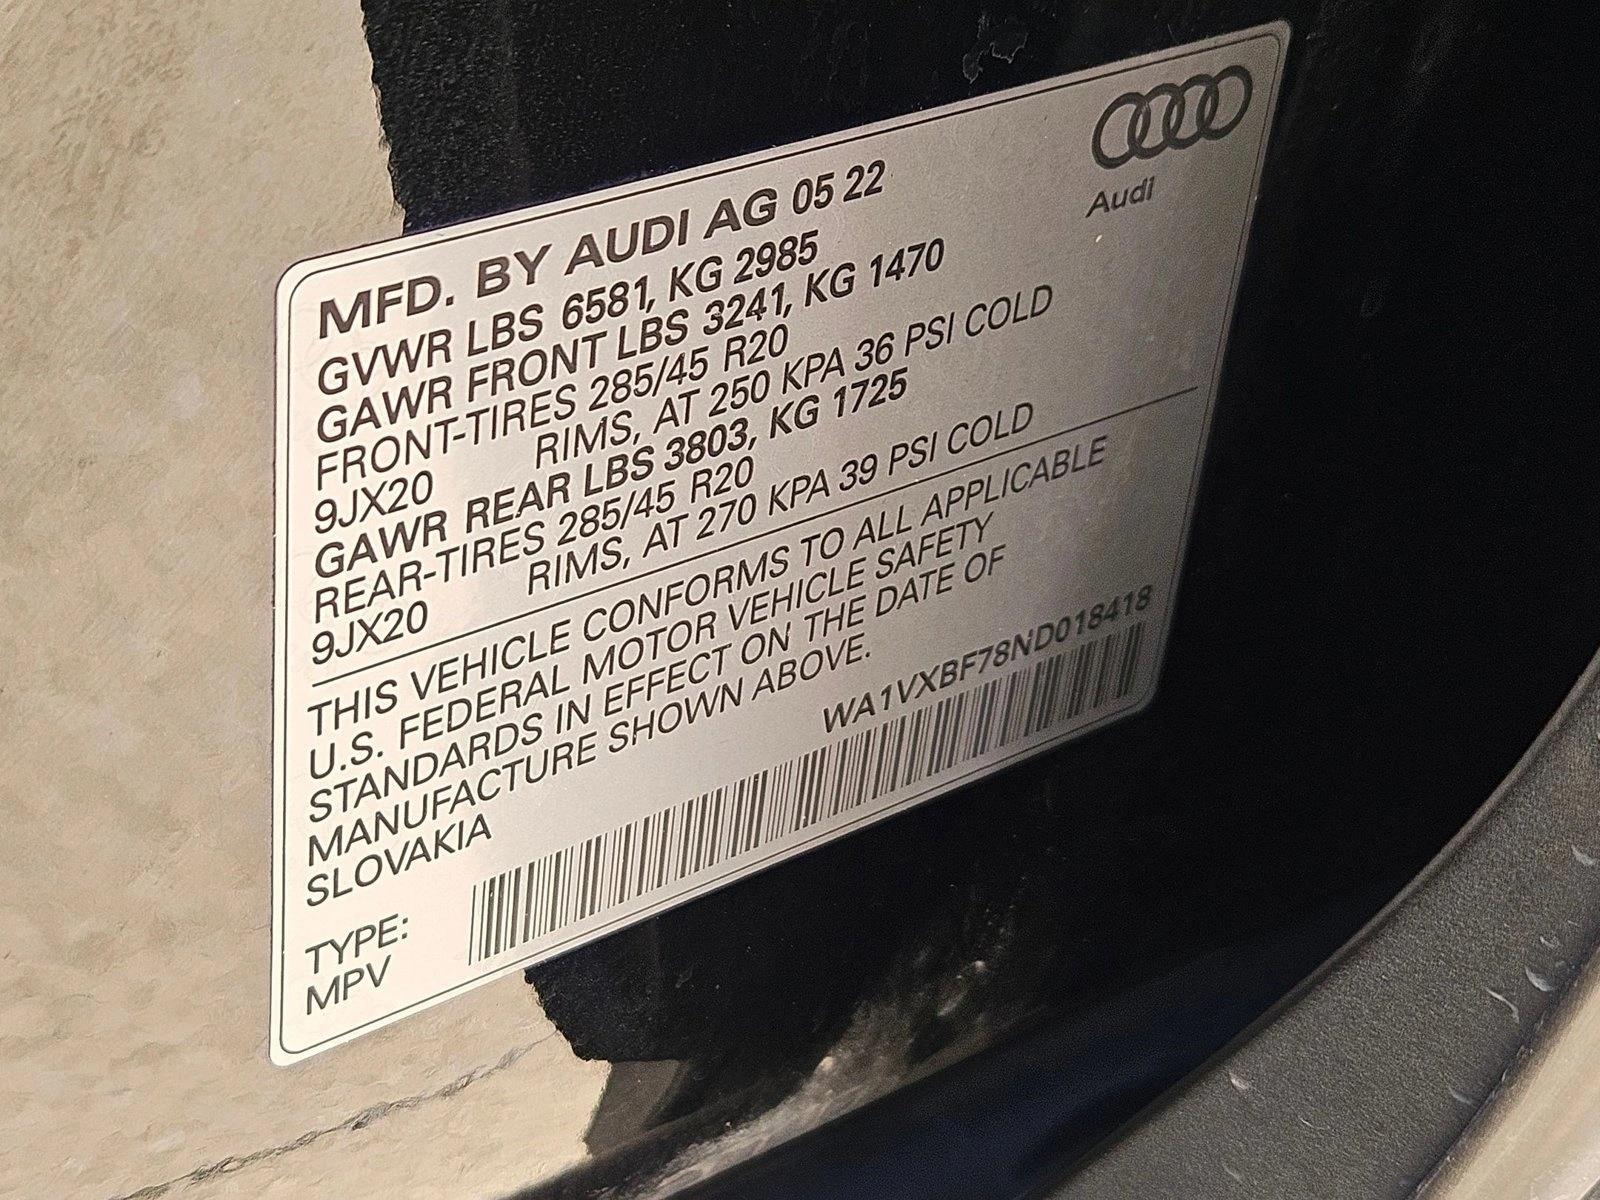 Audi
MFD. BY AUDI AG 05 22
GVWR LBS 6581, KG 2985
GAWR FRONT LBS 3241, KG 1470
FRONT-TIRES 285/45 R20
9JX20 RIMS, AT 250 KPA 36 PSI COLD
GAWR REAR LBS 3803, KG 1725
REAR-TIRES 285/45 R20
9JX20 RIMS, AT 270 KPA 39 PSI COLD
THIS VEHICLE CONFORMS TO ALL APPLICABLE
U.S. FEDERAL MOTOR VEHICLE SAFETY
STANDARDS IN EFFECT ON THE DATE OF
MANUFACTURE SHOWN ABOVE.
SLOVAKIA
WA1VXBF78ND018418
TYPE:
MPV